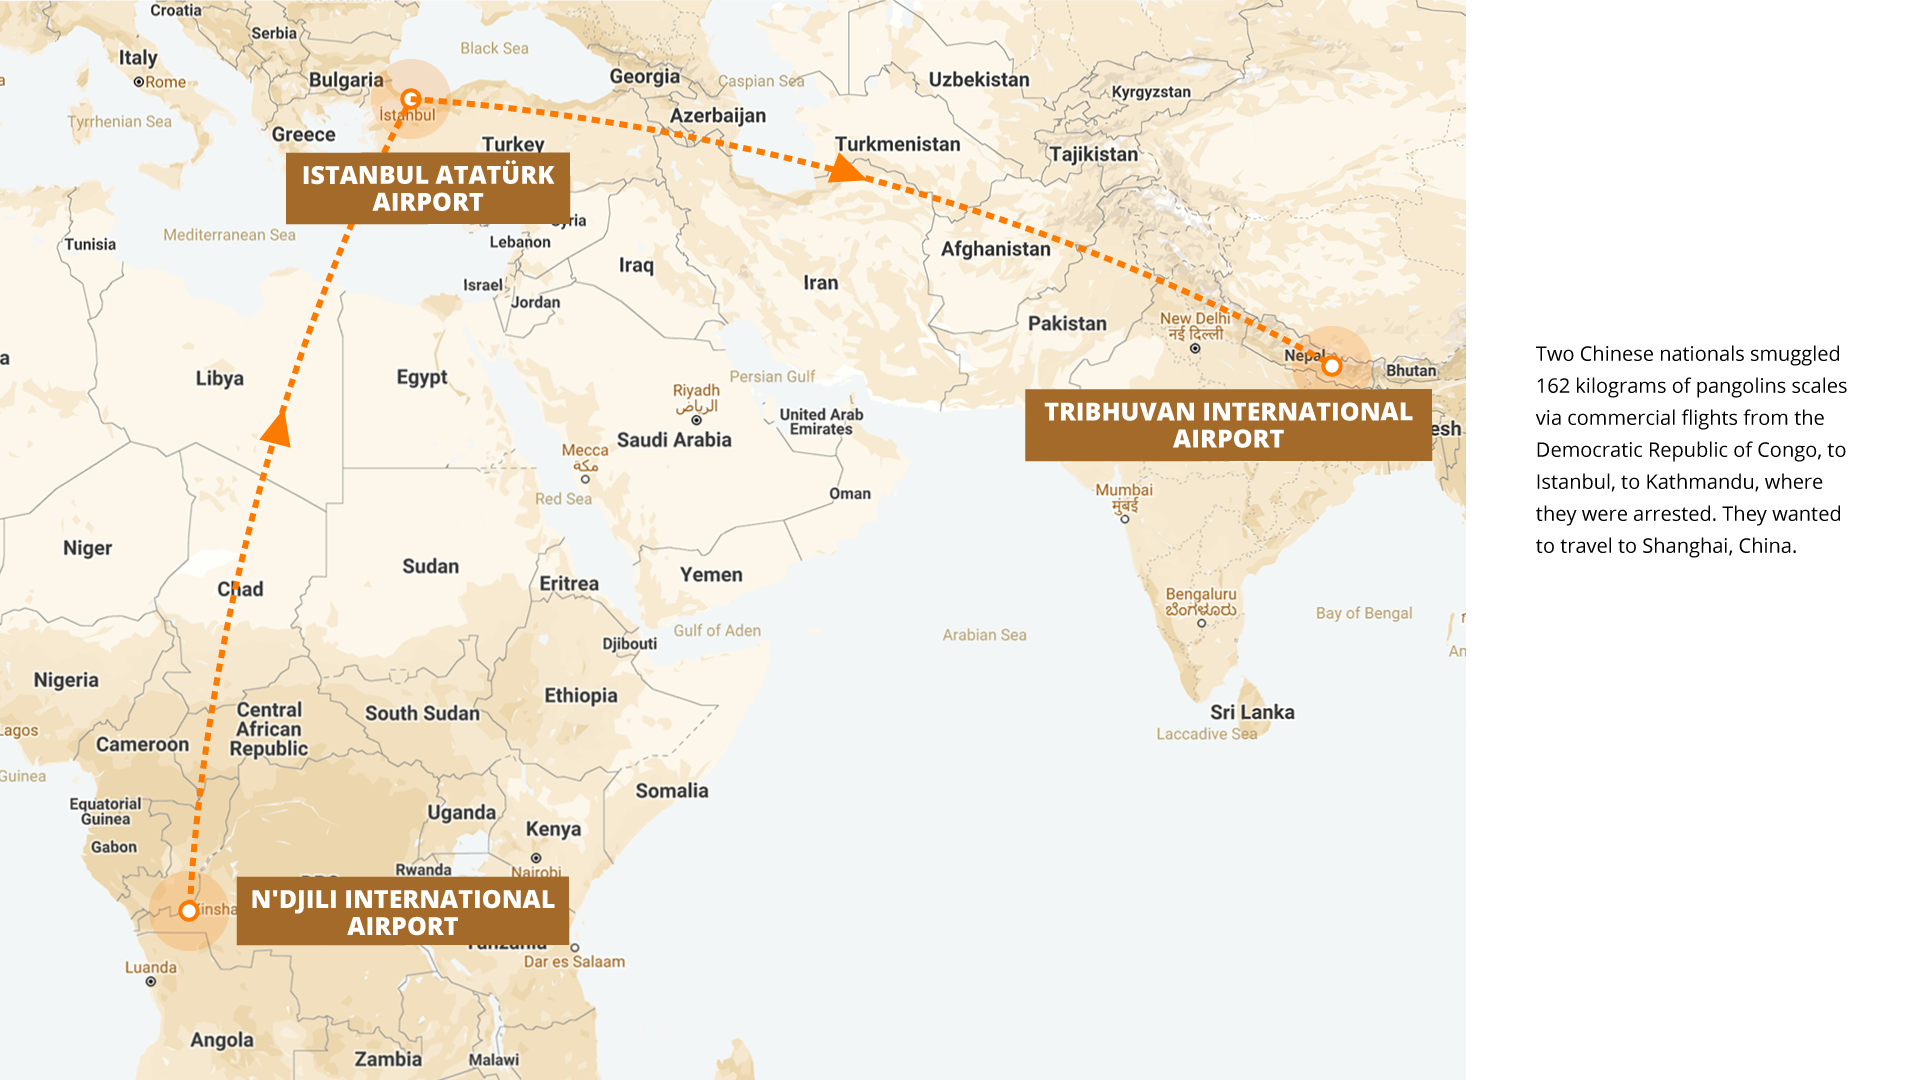 Croatia
Serbia
Italy
Rome
Black Sea
Bulgaria
Georgia
Caspian Sea
Uzbekistan
Kyrgyzstan
Tyrrhenian Sea
Greece
İstanbul
Turkey
Azerbaijan
Turkmenistan
Tajikistan
ISTANBUL ATATÜRK
AIRPORT
Tunisia
Mediterranean Sea
Lebanon
Israel
Jordan
Iraq
Iran
Afghanistan
Pakistan
New Delhi
नई दिल्ली
Nepal
Bhutan
Libya
Egypt
Riyadh
الرياض
Persian Gulf
United Arab
Emirates
Saudi Arabia
TRIBHUVAN INTERNATIONAL
AIRPORT
esh
Mecca
مكة
Red Sea
Oman
Mumbai
मुंबई
Niger
Chad
Sudan
Eritrea
Yemen
Bengaluru
ಬೆಂಗಳೂರು
Bay of Bengal
Djibouti
Gulf of Aden
Arabian Sea
An
Nigeria
Ethiopia
Central
African
Republic
South Sudan
Sri Lanka
Laccadive Sea
Lagos
Cameroon
Guinea
Equatorial
Guinea
Gabon
Uganda
Kenya
Somalia
Rwanda
Nairobi
N'DJILI INTERNATIONAL
AIRPORT
Tanzania
Dar es Salaam
Luanda
Angola
Zambia
Malawi
Two Chinese nationals smuggled
162 kilograms of pangolins scales
via commercial flights from the
Democratic Republic of Congo, to
Istanbul, to Kathmandu, where
they were arrested. They wanted
to travel to Shanghai, China.